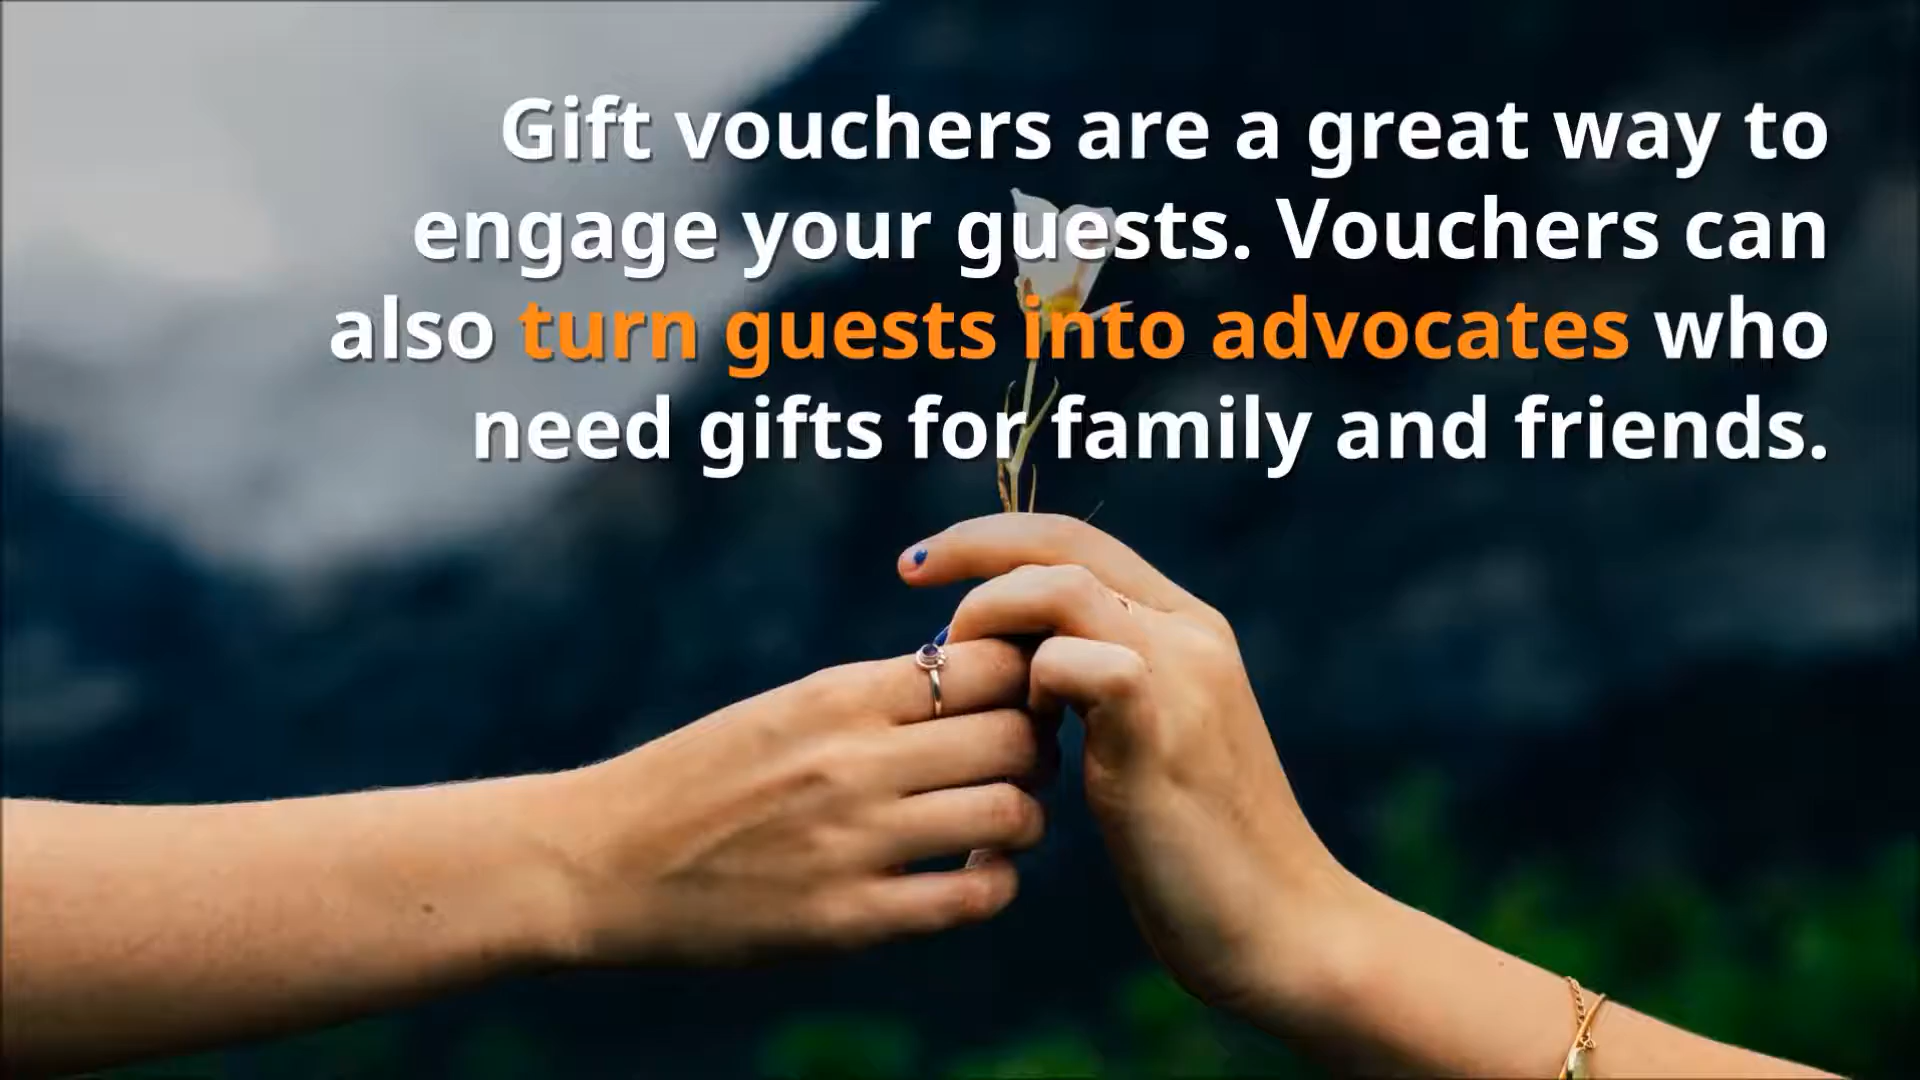 Gift vouchers are a great way to
engage your guests. Vouchers can
also turn guests into advocates who
need gifts for family and friends.